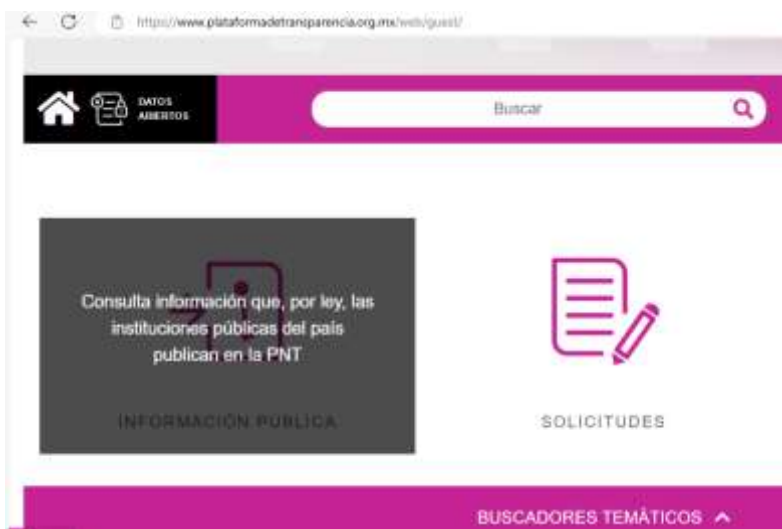 https://www.plataformadetransparencia.org.mx/web/guest/
DATOS
ABIERTOS
Buscar
Consulta información que, por ley, las
instituciones públicas del país
publican en la PNT
INFORMACIÓN PÚBLICA
SOLICITUDES
BUSCADORES TEMÁTICOS